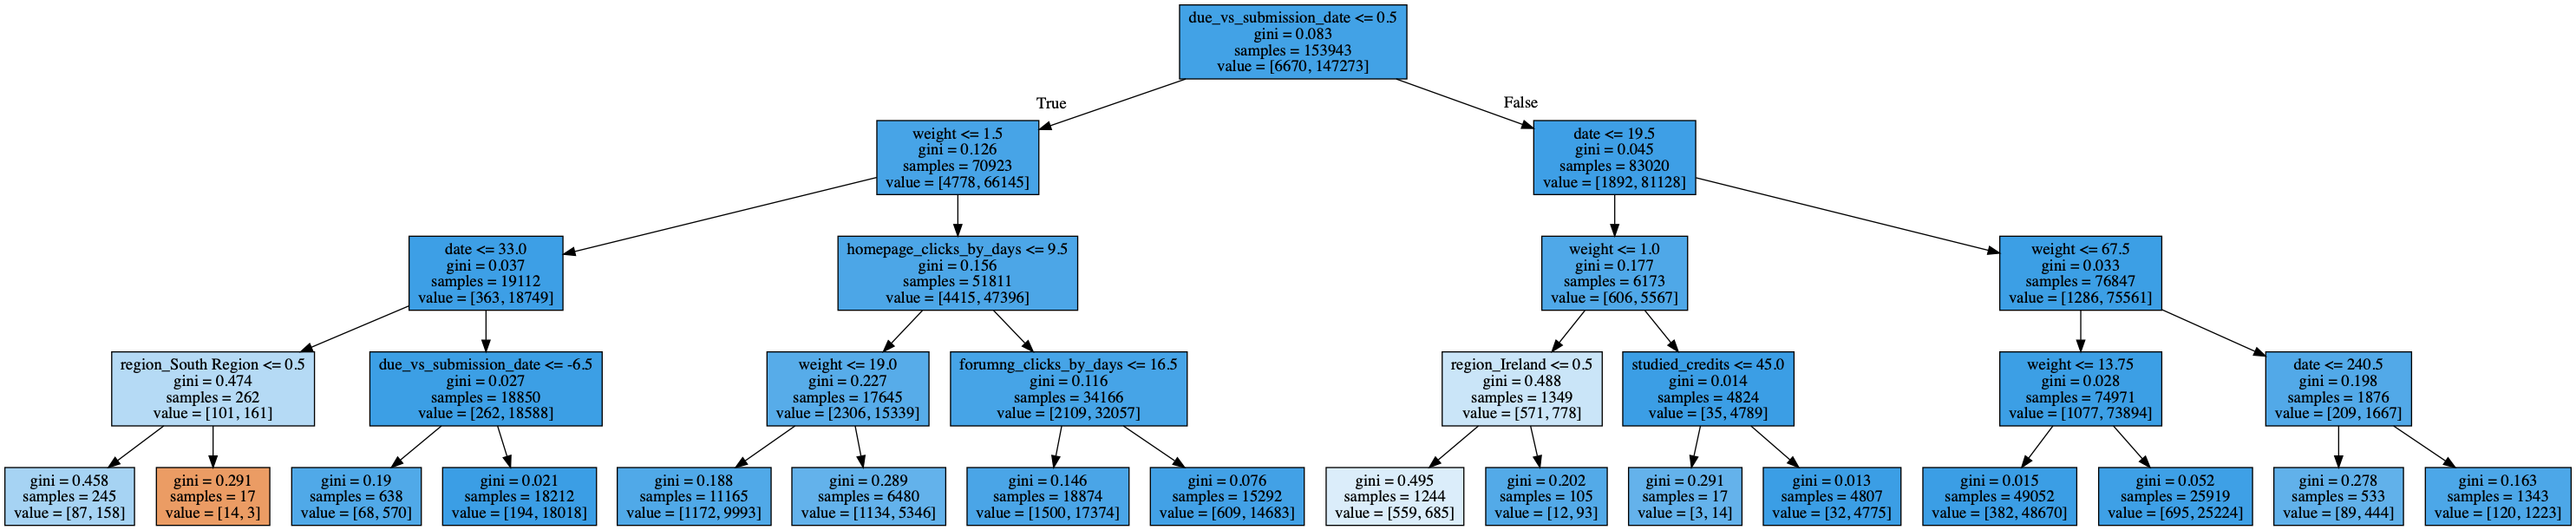 due_vs_submission_date <= 0.5
gini = 0.083
samples = 153943
value = [6670, 147273]
True
False
weight <= 1.5
gini = 0.126
samples = 70923
value = [4778, 66145]
date <= 19.5
gini = 0.045
samples = 83020
value = [1892, 81128]
date <= 33.0
gini = 0.037
samples = 19112
value = [363, 18749]
homepage_clicks_by_days <= 9.5
gini = 0.156
samples = 51811
value = [4415, 47396]
weight <= 1.0
gini = 0.177
samples = 6173
value = [606, 5567]
weight <= 67.5
gini = 0.033
samples = 76847
value = [1286, 75561]
region_South Region <= 0.5
gini = 0.474
samples = 262
value = [101, 161]
due_vs_submission_date <= -6.5
gini = 0.027
samples = 18850
value = [262, 18588]
weight <= 19.0
gini = 0.227
samples = 17645
value = [2306, 15339]
forumng_clicks_by_days <= 16.5
gini = 0.116
samples = 34166
value = [2109, 32057]
region_Ireland <= 0.5
gini = 0.488
samples = 1349
value = [571, 778]
studied_credits <= 45.0
gini = 0.014
samples = 4824
value = [35, 4789]
weight <= 13.75
gini = 0.028
samples = 74971
value = [1077, 73894]
date <= 240.5
gini = 0.198
samples = 1876
value = [209, 1667]
gini = 0.458
samples = 245
value = [87, 158]
gini = 0.291
samples = 17
value = [14, 3]
gini = 0.19
samples = 638
value = [68, 570]
gini = 0.021
samples = 18212
value = [194, 18018]
gini = 0.188
samples = 11165
value = [1172, 9993]
gini = 0.289
samples = 6480
value = [1134, 5346]
gini = 0.146
samples = 18874
value = [1500, 17374]
gini = 0.076
samples = 15292
value = [609, 14683]
gini = 0.495
samples = 1244
value = [559, 685]
gini = 0.202
samples = 105
value = [12, 93]
gini = 0.291
samples = 17
value = [3, 14]
gini = 0.013
samples = 4807
value = [32, 4775]
gini = 0.015
samples = 49052
value = [382, 48670]
gini = 0.052
samples = 25919
value = [695, 25224]
gini = 0.278
samples = 533
value = [89, 444]
gini = 0.163
samples = 1343
value = [120, 1223]